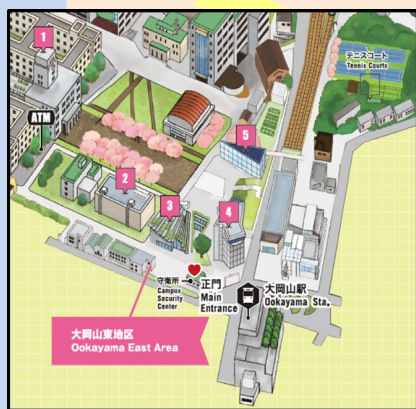 1
テニスコート
Tennis Courts
ATM
5
2
3
4
守衛所
Campus
Security
Center
正門
Main
Entrance
大岡山駅
Ookayama Sta.
大岡山東地区
Ookayama East Area